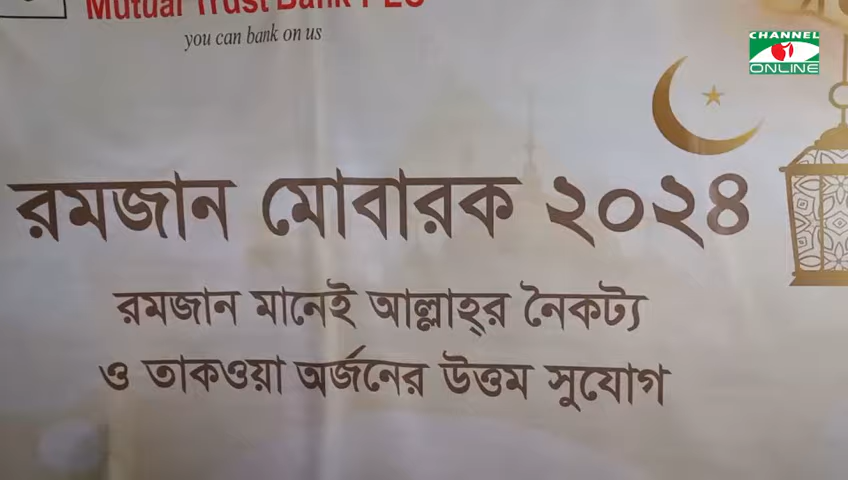 Mutual Trust Bank PLC
you can bank on us
CHANNEL
i
ONLINE
রমজান মোবারক ২০২৪
রমজান মানেই আল্লাহ্‌র নৈকট্য
ও তাকওয়া অর্জনের উত্তম সুযোগ